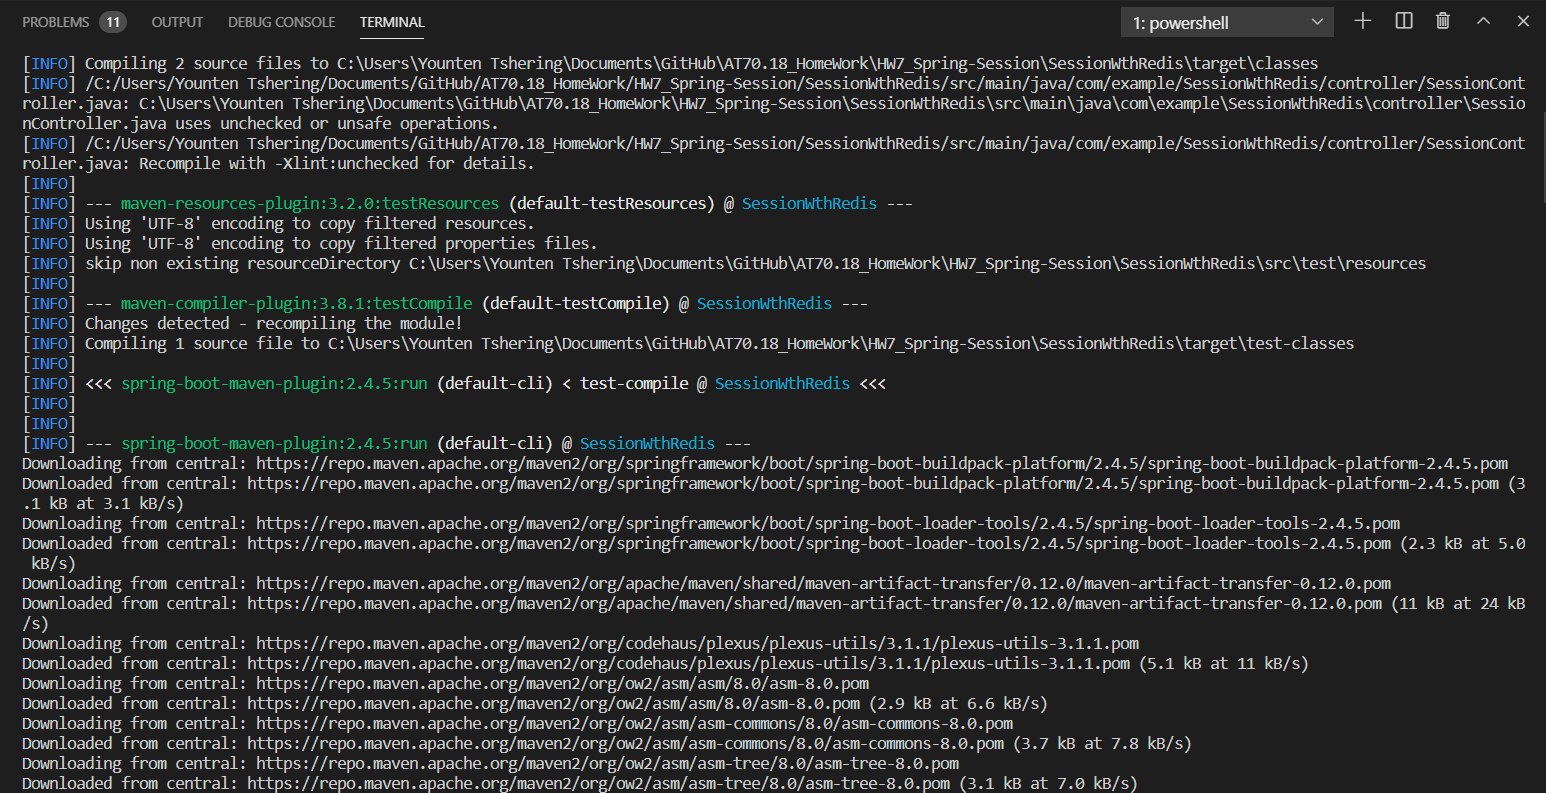 PROBLEMS 11 OUTPUT DEBUG CONSOLE TERMINAL 1: powershell
[INFO] Compiling 2 source files to C:\Users\Younten Tshering\Documents\GitHub\AT70.18_HomeWork\HW7_Spring-Session\SessionWthRedis\target\classes
[INFO] /C:/Users/Younten Tshering/Documents/GitHub/AT70.18_HomeWork/HW7_Spring-Session/SessionWthRedis/src/main/java/com/example/SessionWthRedis/controller/SessionCont
roller.java: C:\Users\Younten Tshering\Documents\GitHub\AT70.18_HomeWork\HW7_Spring-Session\SessionWthRedis\src\main\java\com\example\SessionWthRedis\controller\Sessio
nController.java uses unchecked or unsafe operations.
[INFO] /C:/Users/Younten Tshering/Documents/GitHub/AT70.18_HomeWork/HW7_Spring-Session/SessionWthRedis/src/main/java/com/example/SessionWthRedis/controller/SessionCont
roller.java: Recompile with -Xlint:unchecked for details.
[INFO]
[INFO] --- maven-resources-plugin:3.2.0:testResources (default-testResources) @ SessionWthRedis ---
[INFO] Using 'UTF-8' encoding to copy filtered resources.
[INFO] Using 'UTF-8' encoding to copy filtered properties files.
[INFO] skip non existing resourceDirectory C:\Users\Younten Tshering\Documents\GitHub\AT70.18_HomeWork\HW7_Spring-Session\SessionWthRedis\src\test\resources
[INFO]
[INFO] --- maven-compiler-plugin:3.8.1:testCompile (default-testCompile) @ SessionWthRedis ---
[INFO] Changes detected - recompiling the module!
[INFO] Compiling 1 source file to C:\Users\Younten Tshering\Documents\GitHub\AT70.18_HomeWork\HW7_Spring-Session\SessionWthRedis\target\test-classes
[INFO]
[INFO] <<< spring-boot-maven-plugin:2.4.5:run (default-cli) < test-compile @ SessionWthRedis <<<
[INFO]
[INFO]
[INFO] --- spring-boot-maven-plugin:2.4.5:run (default-cli) @ SessionWthRedis ---
Downloading from central: https://repo.maven.apache.org/maven2/org/springframework/boot/spring-boot-buildpack-platform/2.4.5/spring-boot-buildpack-platform-2.4.5.pom
Downloaded from central: https://repo.maven.apache.org/maven2/org/springframework/boot/spring-boot-buildpack-platform/2.4.5/spring-boot-buildpack-platform-2.4.5.pom (3
.1 kB at 3.1 kB/s)
Downloading from central: https://repo.maven.apache.org/maven2/org/springframework/boot/spring-boot-loader-tools/2.4.5/spring-boot-loader-tools-2.4.5.pom
Downloaded from central: https://repo.maven.apache.org/maven2/org/springframework/boot/spring-boot-loader-tools/2.4.5/spring-boot-loader-tools-2.4.5.pom (2.3 kB at 5.0
 kB/s)
Downloading from central: https://repo.maven.apache.org/maven2/org/apache/maven/shared/maven-artifact-transfer/0.12.0/maven-artifact-transfer-0.12.0.pom
Downloaded from central: https://repo.maven.apache.org/maven2/org/apache/maven/shared/maven-artifact-transfer/0.12.0/maven-artifact-transfer-0.12.0.pom (11 kB at 24 kB
/s)
Downloading from central: https://repo.maven.apache.org/maven2/org/codehaus/plexus/plexus-utils/3.1.1/plexus-utils-3.1.1.pom
Downloaded from central: https://repo.maven.apache.org/maven2/org/codehaus/plexus/plexus-utils/3.1.1/plexus-utils-3.1.1.pom (5.1 kB at 11 kB/s)
Downloading from central: https://repo.maven.apache.org/maven2/org/ow2/asm/asm/8.0/asm-8.0.pom
Downloaded from central: https://repo.maven.apache.org/maven2/org/ow2/asm/asm/8.0/asm-8.0.pom (2.9 kB at 6.6 kB/s)
Downloading from central: https://repo.maven.apache.org/maven2/org/ow2/asm/asm-commons/8.0/asm-commons-8.0.pom
Downloaded from central: https://repo.maven.apache.org/maven2/org/ow2/asm/asm-commons/8.0/asm-commons-8.0.pom (3.7 kB at 7.8 kB/s)
Downloading from central: https://repo.maven.apache.org/maven2/org/ow2/asm/asm-tree/8.0/asm-tree-8.0.pom
Downloaded from central: https://repo.maven.apache.org/maven2/org/ow2/asm/asm-tree/8.0/asm-tree-8.0.pom (3.1 kB at 7.0 kB/s)